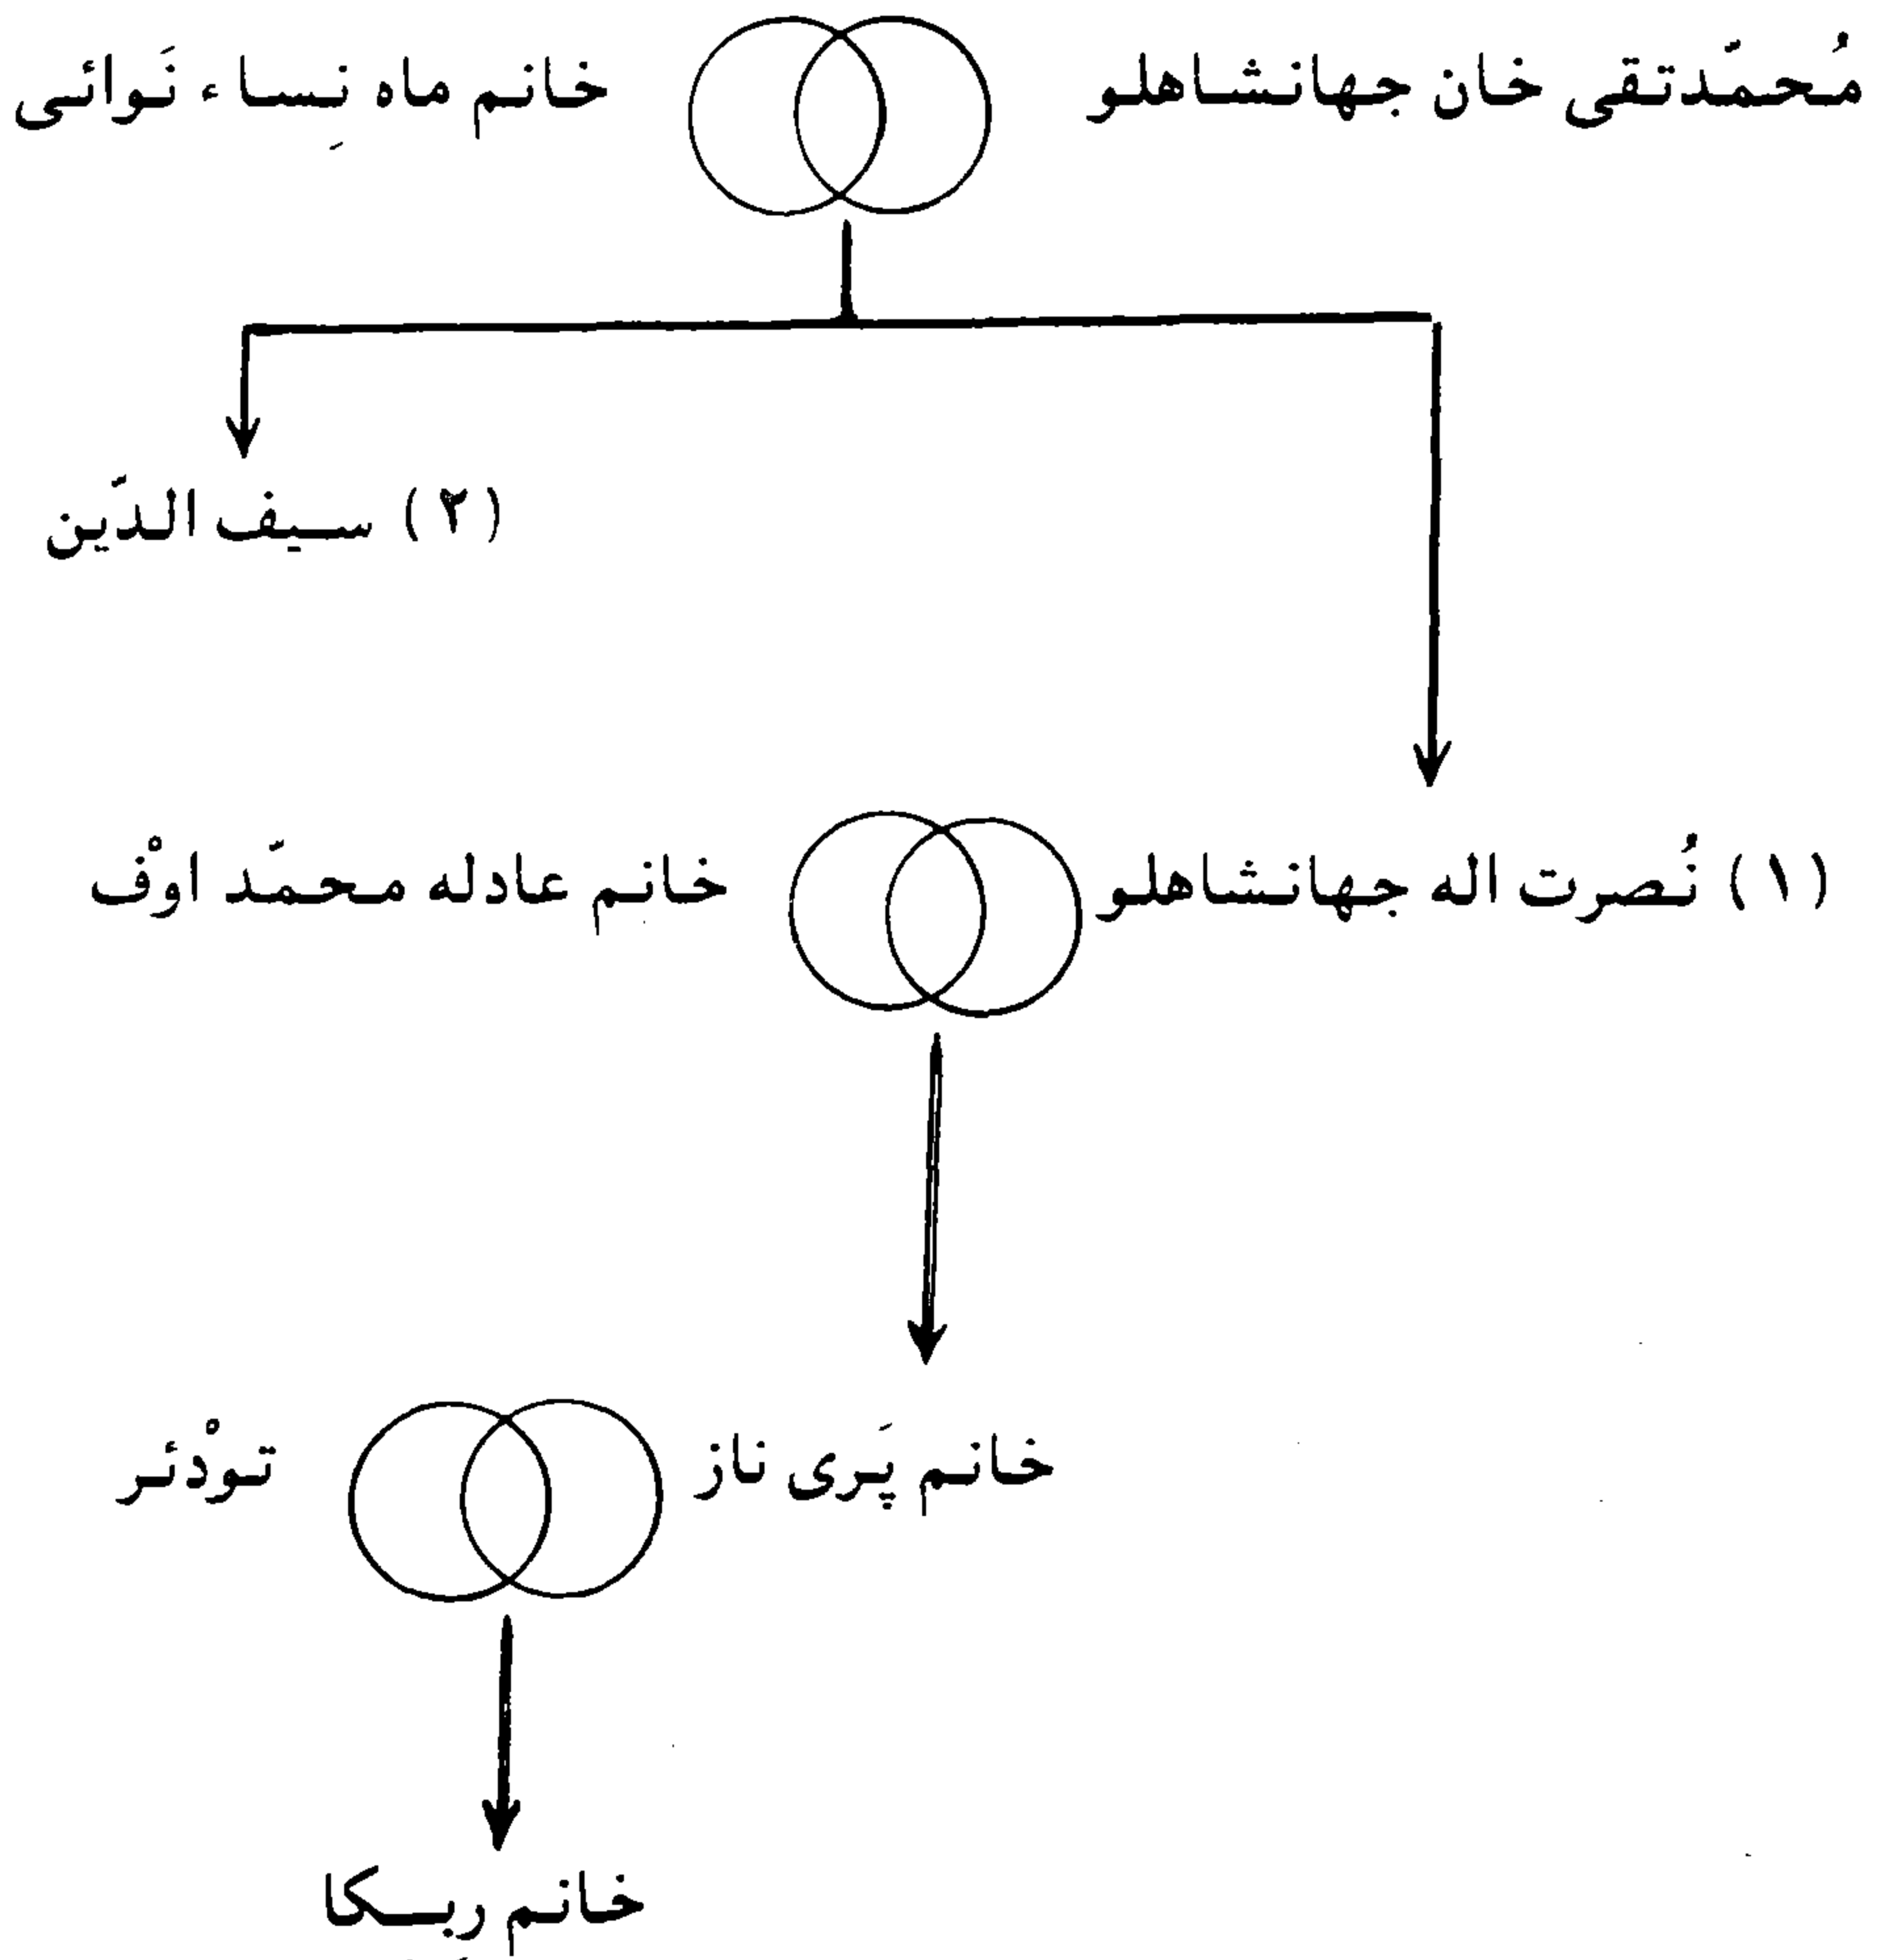 مُحمّدتقی خان جهانشاهلو خانم ماه نِساء نَوائی
(۲) سیف الدّین
(۱) نُصرت اله جهانشاهلو خانم عادله محمّد اوْف
خانم پَری ناز توْدئر
خانم ربکا